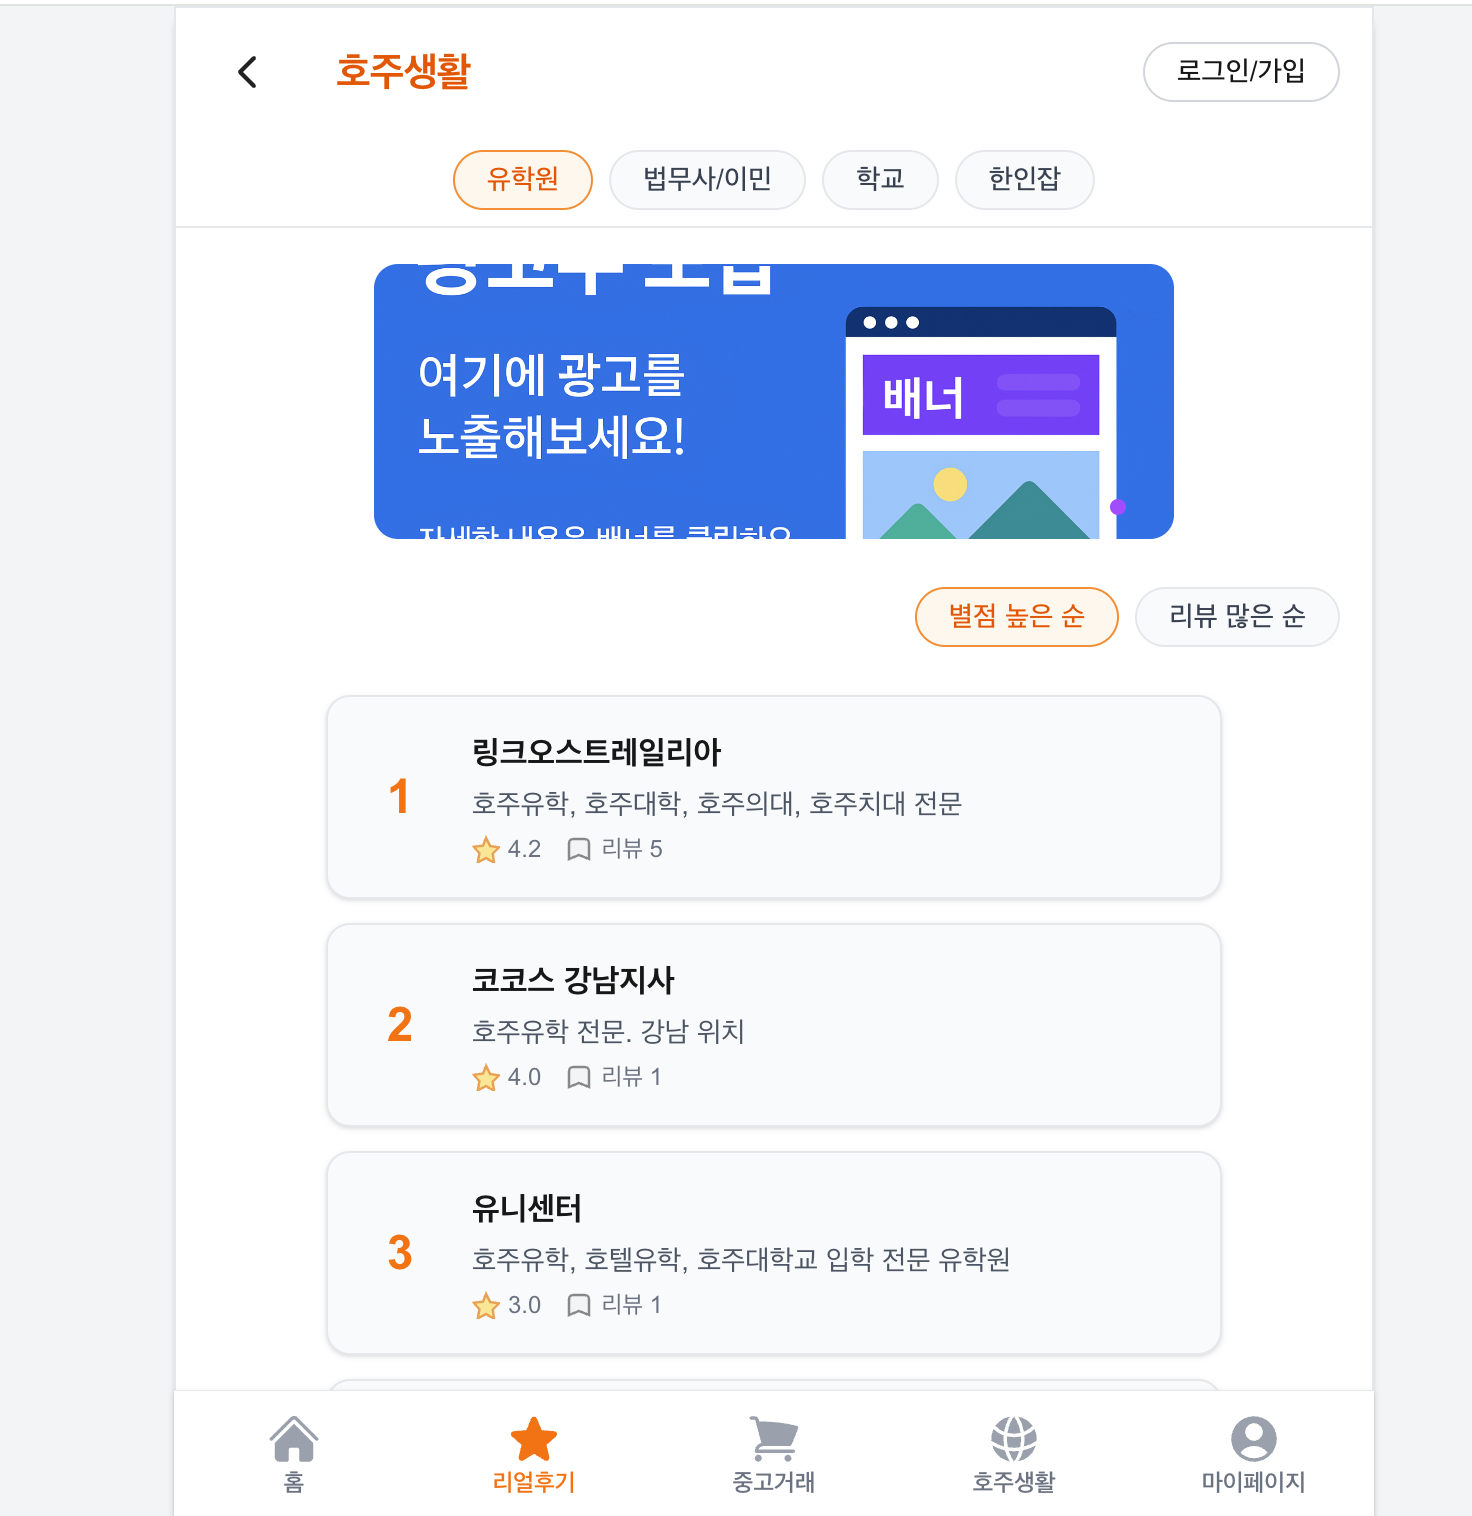 호주생활
로그인/가입
유학원
법무사/이민
학교
한인잡
여기에 광고를
노출해보세요!
배너
별점 높은 순
리뷰 많은 순
1
링크오스트레일리아
호주유학, 호주대학, 호주의대, 호주치대 전문
4.2 리뷰 5
2
코코스 강남지사
호주유학 전문. 강남 위치
4.0 리뷰 1
3
유니센터
호주유학, 호텔유학, 호주대학교 입학 전문 유학원
3.0 리뷰 1
홈
리얼후기
중고거래
호주생활
마이페이지